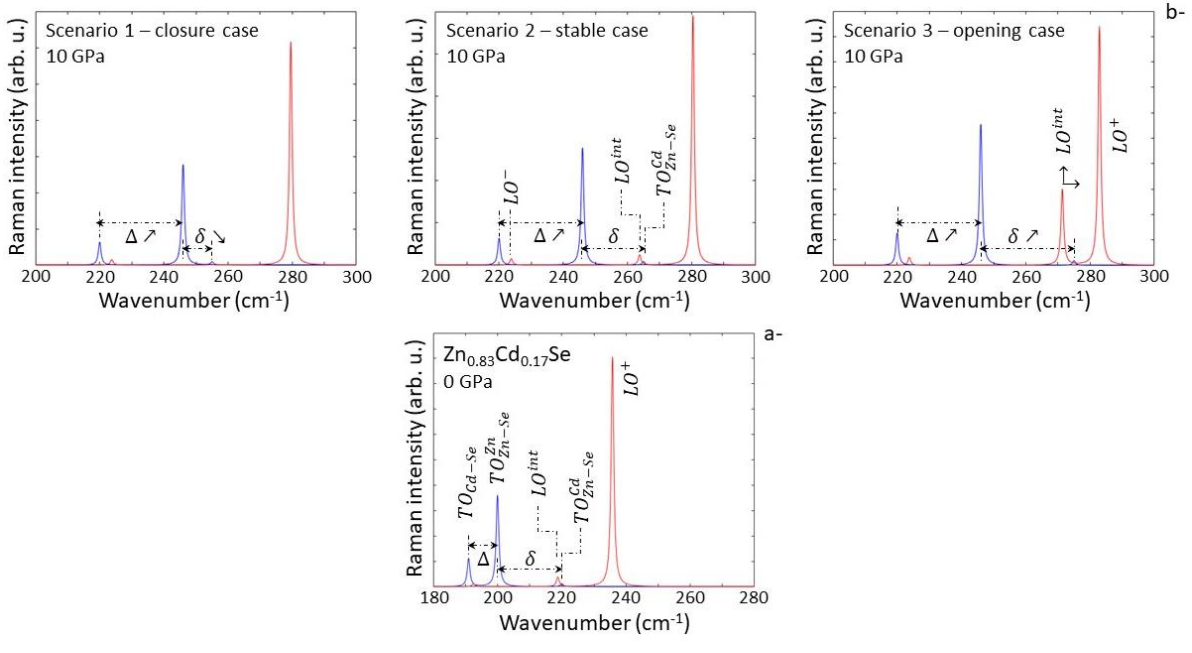 b-
Scenario 1 – closure case
10 GPa
Δ ↗
δ ↘
Raman intensity (arb. u.)
200 220 240 260 280 300
Wavenumber (cm-1)
Scenario 2 – stable case
10 GPa
LO−
LOint
TOCdZn−Se
Δ ↗
δ
Raman intensity (arb. u.)
200 220 240 260 270 280 300
Wavenumber (cm-1)
Scenario 3 – opening case
10 GPa
LOint
LO+
Δ ↗
δ ↗
Raman intensity (arb. u.)
200 220 240 260 280 300
Wavenumber (cm-1)
a-
Zn0.83Cd0.17Se
0 GPa
TOCd−Se
TOZnZn−Se
LOint
TOCdZn−Se
LO+
Δ
δ
Raman intensity (arb. u.)
180 200 220 240 260 280
Wavenumber (cm-1)